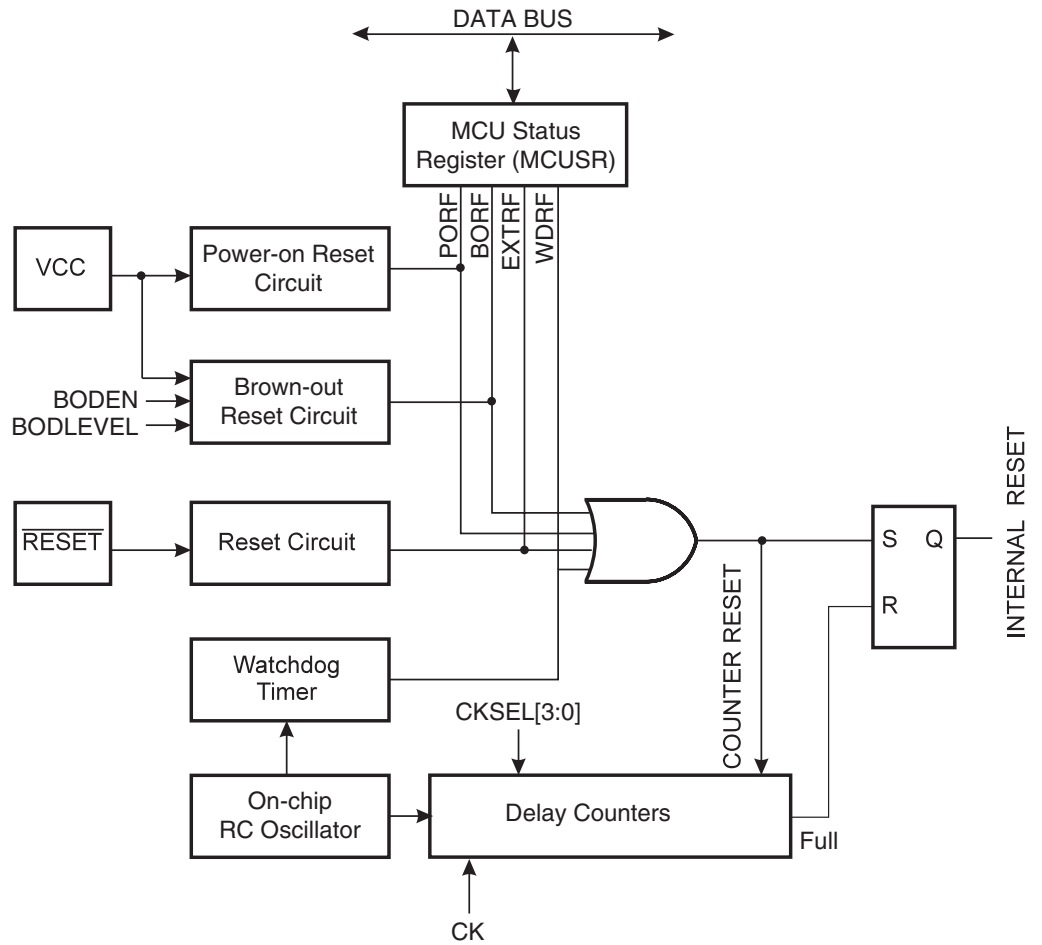 DATA BUS
MCU Status
Register (MCUSR)
PORF
BORF
EXTRF
WDRF
VCC
Power-on Reset
Circuit
Brown-out
Reset Circuit
BODEN
BODLEVEL
RESET
Reset Circuit
Watchdog
Timer
On-chip
RC Oscillator
CKSEL[3:0]
Delay Counters
CK
COUNTER RESET
Full
S
Q
R
INTERNAL RESET